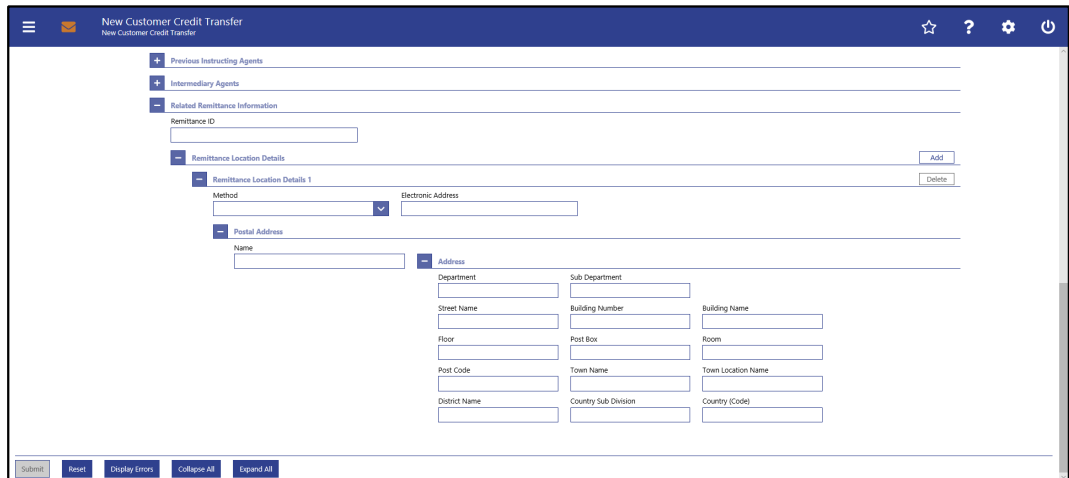 New Customer Credit Transfer
New Customer Credit Transfer
Previous Instructing Agents
Intermediary Agents
Related Remittance Information
Remittance ID
Remittance Location Details Add
Remittance Location Details 1 Delete
Method Electronic Address
Postal Address
Name
Address
Department Sub Department
Street Name Building Number Building Name
Floor Post Box Room
Post Code Town Name Town Location Name
District Name Country Sub Division Country (Code)
Submit Reset Display Errors Collapse All Expand All